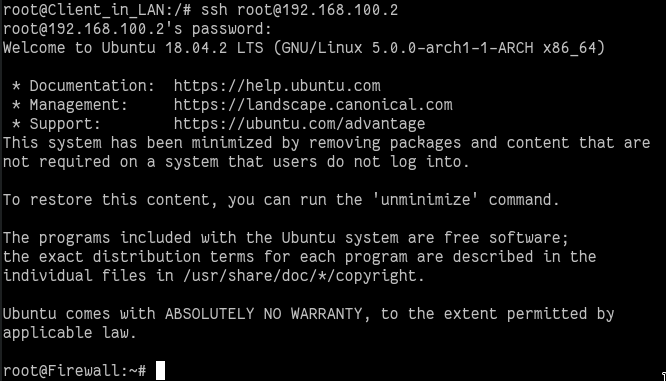 root@Client_in_LAN:/# ssh root@192.168.100.2
root@192.168.100.2's password:
Welcome to Ubuntu 18.04.2 LTS (GNU/Linux 5.0.0-arch1-1-ARCH x86_64)

 * Documentation:  https://help.ubuntu.com
 * Management:     https://landscape.canonical.com
 * Support:        https://ubuntu.com/advantage
This system has been minimized by removing packages and content that are
not required on a system that users do not log into.

To restore this content, you can run the 'unminimize' command.

The programs included with the Ubuntu system are free software;
the exact distribution terms for each program are described in the
individual files in /usr/share/doc/*/copyright.

Ubuntu comes with ABSOLUTELY NO WARRANTY, to the extent permitted by
applicable law.

root@Firewall:~#